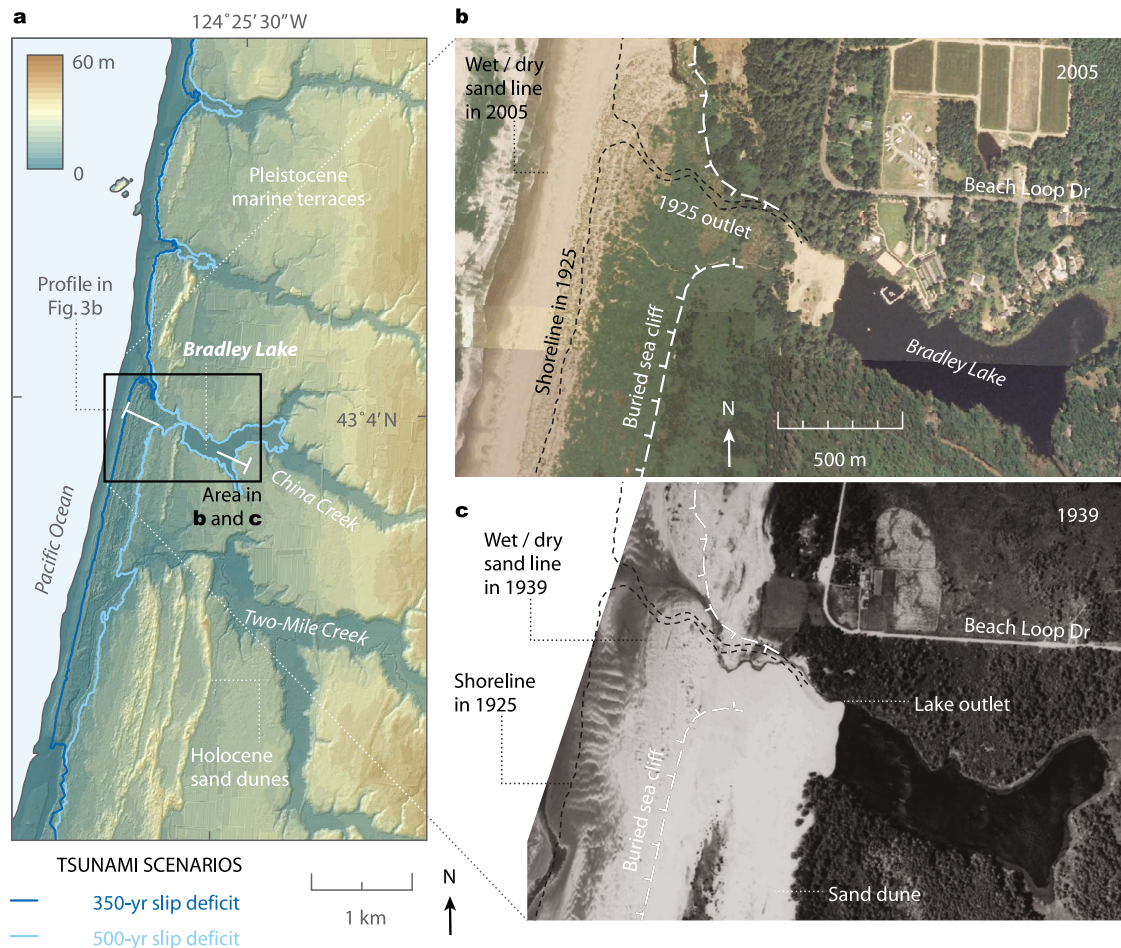 a
124°25'30"W
60 m
0
Pleistocene
marine terraces
Profile in
Fig. 3b
Bradley Lake
43°4' N
Area in
b and c
China Creek
Pacific Ocean
Two-Mile Creek
Holocene
sand dunes
TSUNAMI SCENARIOS
350-yr slip deficit
500-yr slip deficit
1 km
N
b
Wet / dry
sand line
in 2005
2005
Beach Loop Dr
1925 outlet
Shoreline in 1925
Buried sea cliff
Bradley Lake
N
500 m
c
1939
Wet / dry
sand line
in 1939
Beach Loop Dr
Shoreline
in 1925
Lake outlet
Buried sea cliff
Sand dune